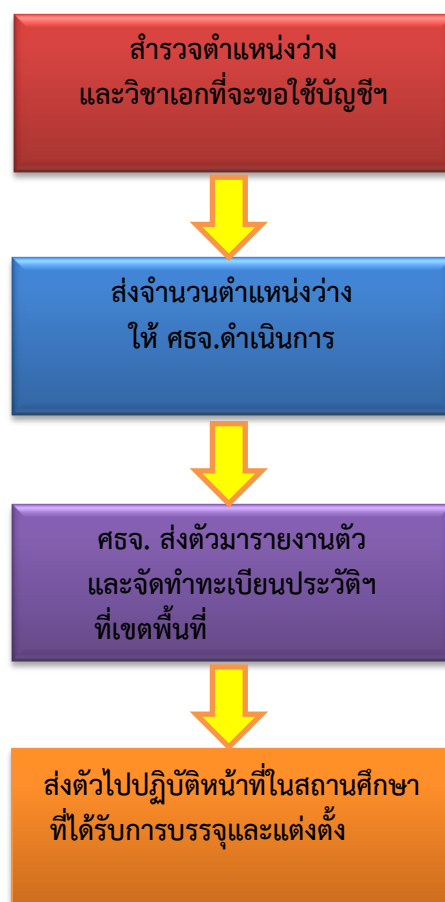 สำรวจตำแหน่งว่าง
และวิชาเอกที่จะขอใช้บัญชีฯ
ส่งจำนวนตำแหน่งว่าง
ให้ ศธจ.ดำเนินการ
ศธจ. ส่งตัวมารายงานตัว
และจัดทำทะเบียนประวัติฯ
ที่เขตพื้นที่
ส่งตัวไปปฏิบัติหน้าที่ในสถานศึกษา
ที่ได้รับการบรรจุและแต่งตั้ง